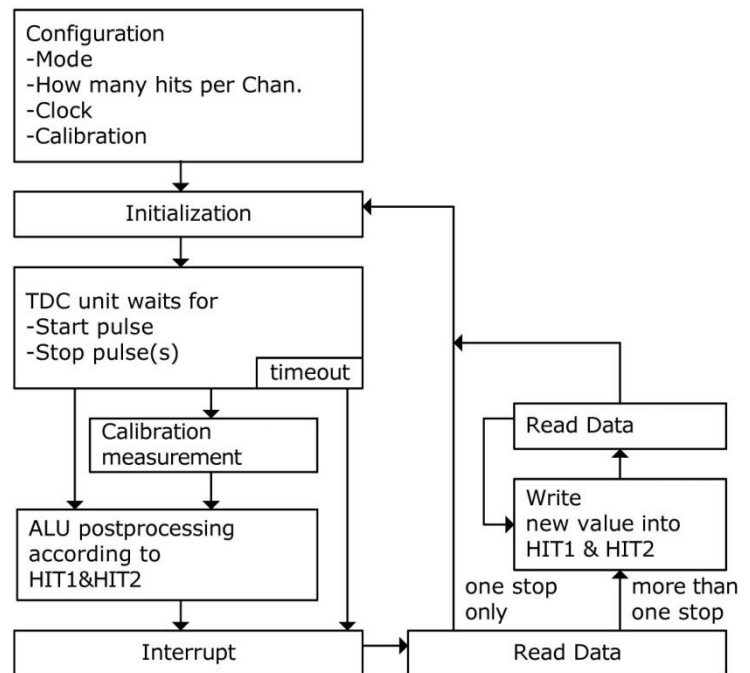 Configuration
-Mode
-How many hits per Chan.
-Clock
-Calibration
Initialization
TDC unit waits for
-Start pulse
-Stop pulse(s)
timeout
Calibration
measurement
ALU postprocessing
according to
HIT1&HIT2
Interrupt
Read Data
Write
new value into
HIT1 & HIT2
one stop
only
more than
one stop
Read Data